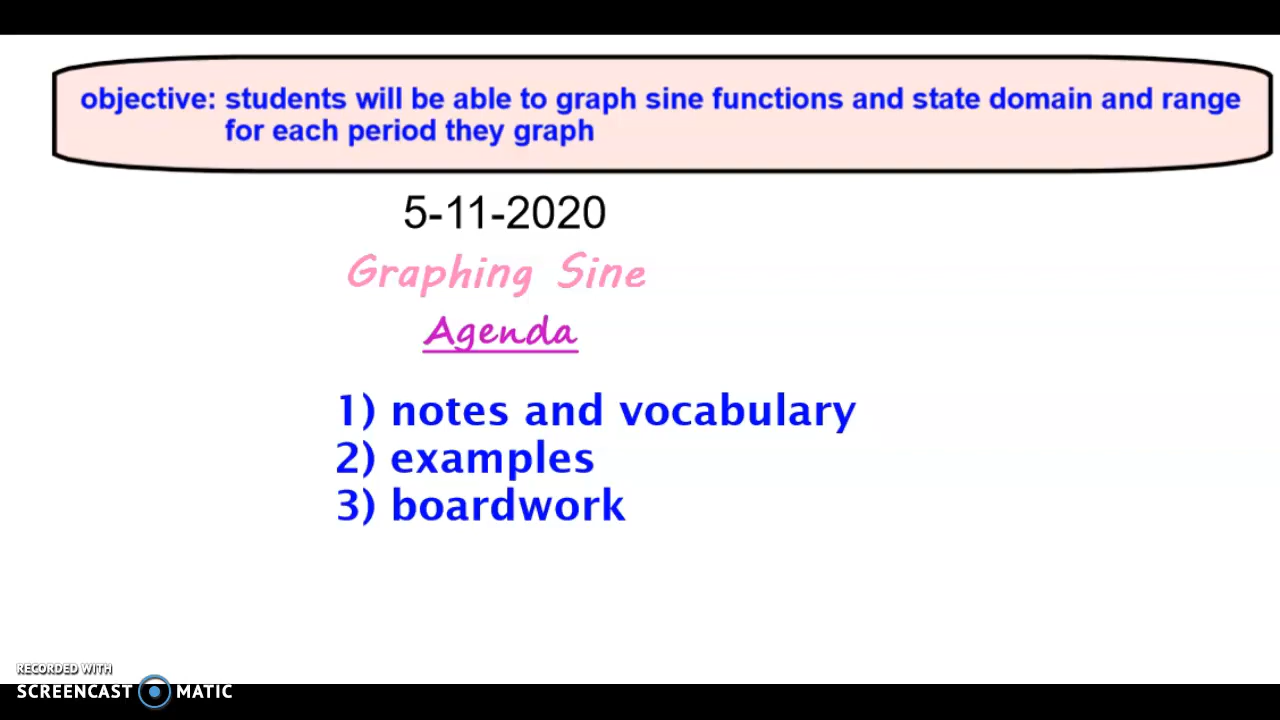 objective: students will be able to graph sine functions and state domain and range
for each period they graph
5-11-2020
Graphing Sine
Agenda
1) notes and vocabulary
2) examples
3) boardwork
RECORDED WITH
SCREENCAST MATIC